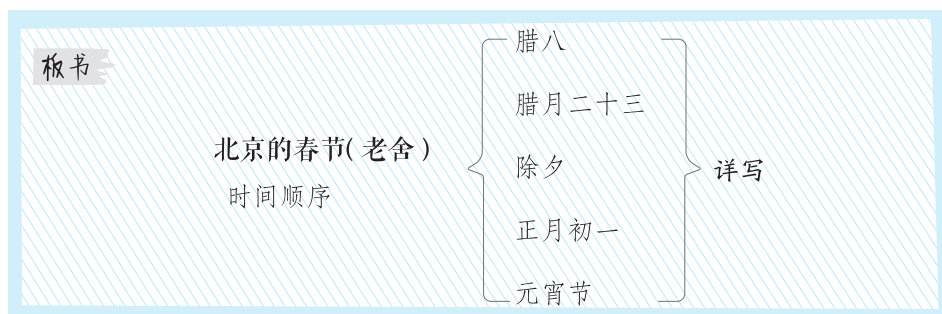 板书
腊八
腊月二十三
北京的春节(老舍)
除夕
详写
时间顺序
正月初一
元宵节